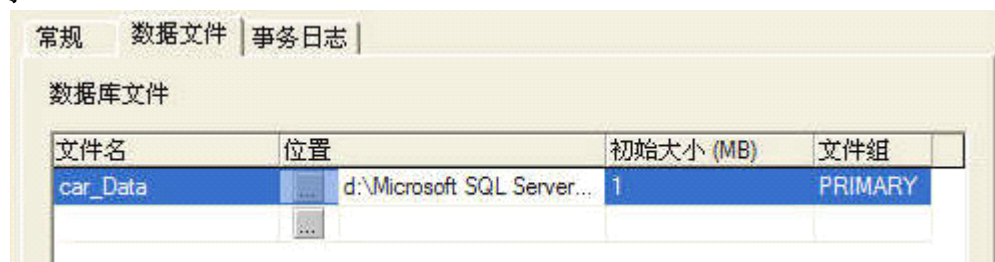 常规 数据文件 事务日志
数据库文件
文件名 位置 初始大小 (MB) 文件组
car_Data ... d:\Microsoft SQL Server... 1 PRIMARY
...